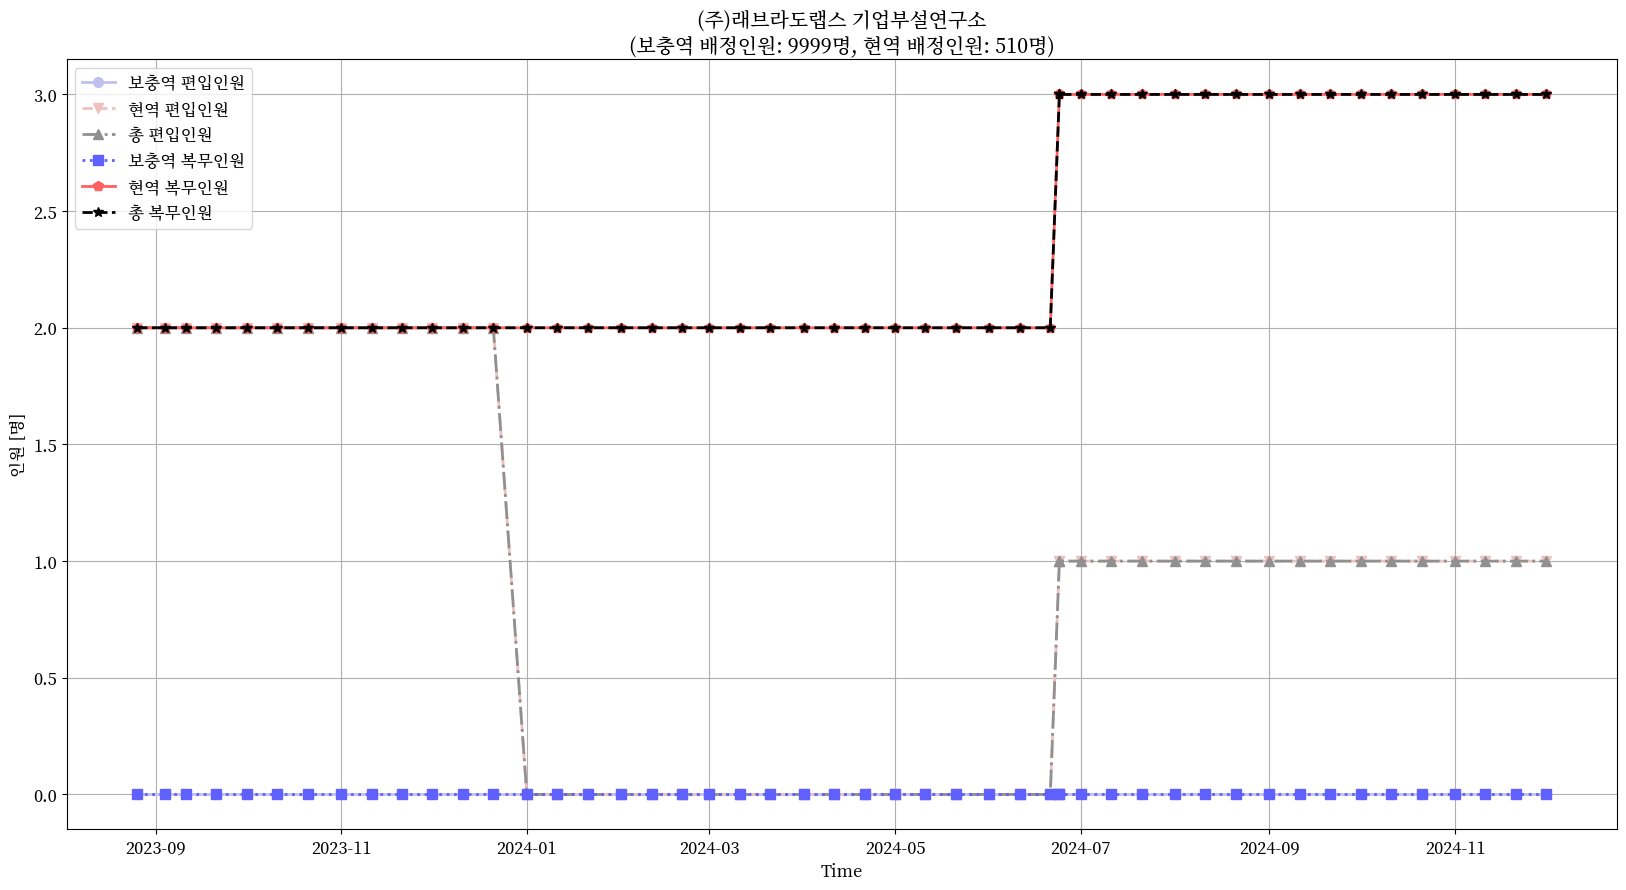 (주)래브라도랩스 기업부설연구소
(보충역 배정인원: 9999명, 현역 배정인원: 510명)
보충역 편입인원
현역 편입인원
총 편입인원
보충역 복무인원
현역 복무인원
총 복무인원
3.0
2.5
2.0
1.5
1.0
0.5
0.0
인원 [명]
2023-09
2023-11
2024-01
2024-03
2024-05
2024-07
2024-09
2024-11
Time